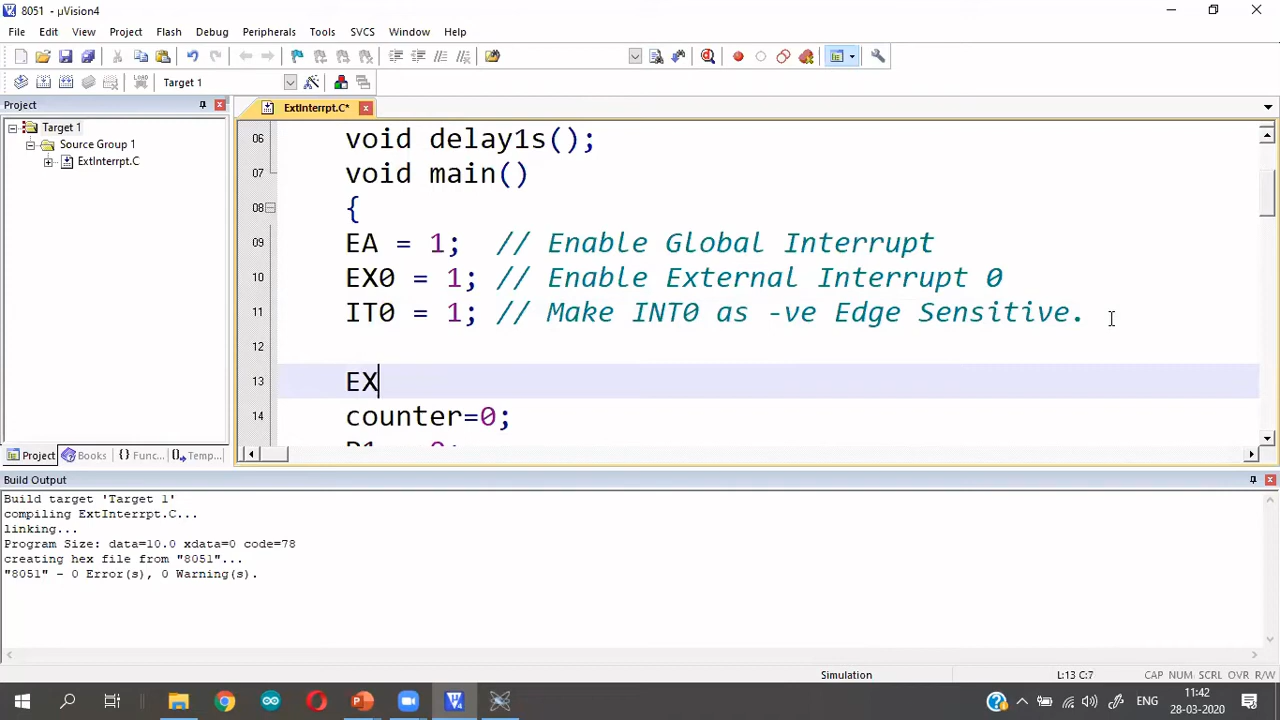 8051 - µVision4
File Edit View Project Flash Debug Peripherals Tools SVCS Window Help
Target 1
Project
ExtInterrpt.C*
Target 1
Source Group 1
ExtInterrpt.C
06 void delay1s();
07 void main()
08 {
09 EA = 1; // Enable Global Interrupt
10 EX0 = 1; // Enable External Interrupt 0
11 IT0 = 1; // Make INT0 as -ve Edge Sensitive.
12
13 EX
14 counter=0;
Project Books {} Func... Temp...
Build Output
Build target 'Target 1'
compiling ExtInterrpt.C...
linking...
Program Size: data=10.0 xdata=0 code=78
creating hex file from "8051"...
"8051" - 0 Error(s), 0 Warning(s).
Simulation L:13 C:7 CAP NUM SCRL OVR R/W
ENG
11:42
28-03-2020